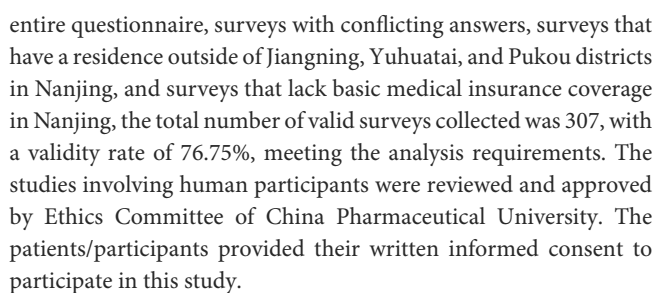 entire questionnaire, surveys with conflicting answers, surveys that
have a residence outside of Jiangning, Yuhuatai, and Pukou districts
in Nanjing, and surveys that lack basic medical insurance coverage
in Nanjing, the total number of valid surveys collected was 307, with
a validity rate of 76.75%, meeting the analysis requirements. The
studies involving human participants were reviewed and approved
by Ethics Committee of China Pharmaceutical University. The
patients/participants provided their written informed consent to
participate in this study.